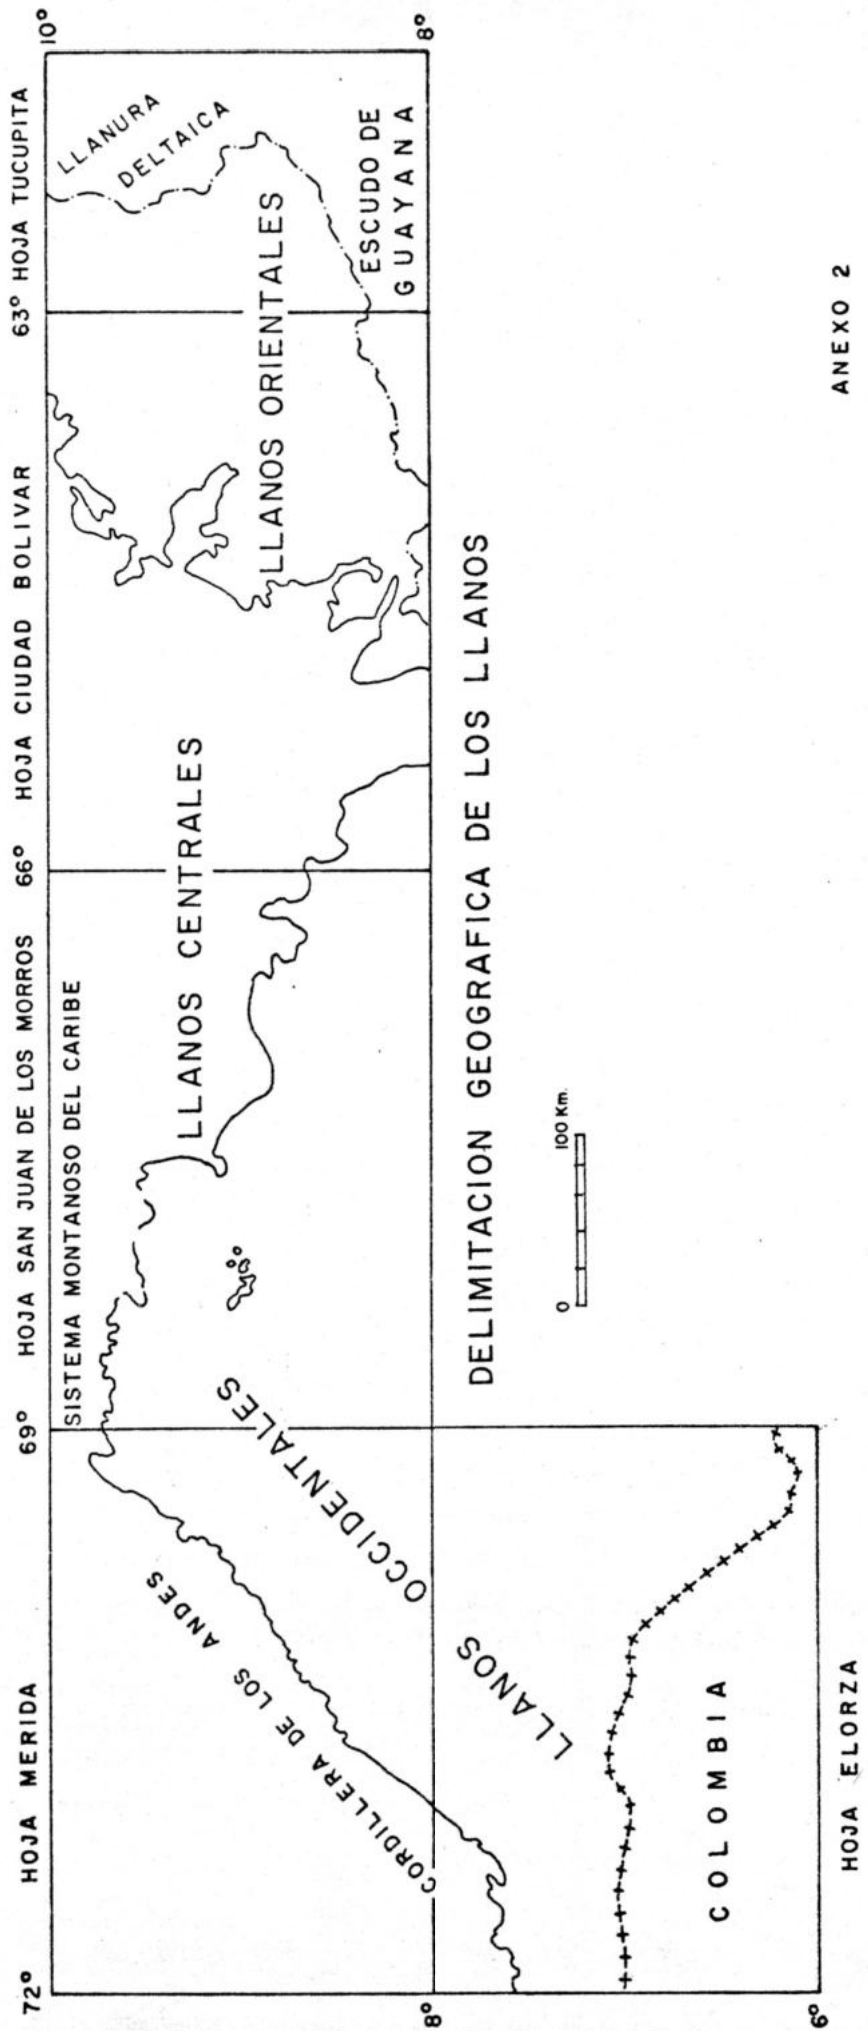 HOJA MERIDA
HOJA SAN JUAN DE LOS MORROS
HOJA CIUDAD BOLIVAR
HOJA TUCUPITA
72°
69°
66°
63°
10°
SISTEMA MONTANOSO DEL CARIBE
LLANURA
DELTAICA
CORDILLERA DE LOS ANDES
LLANOS CENTRALES
LLANOS ORIENTALES
LLANOS OCCIDENTALES
ESCUDO DE
GUAYANA
8°
8°
DELIMITACION GEOGRAFICA DE LOS LLANOS
0
100 Km.
COLOMBIA
6°
HOJA ELORZA
ANEXO 2